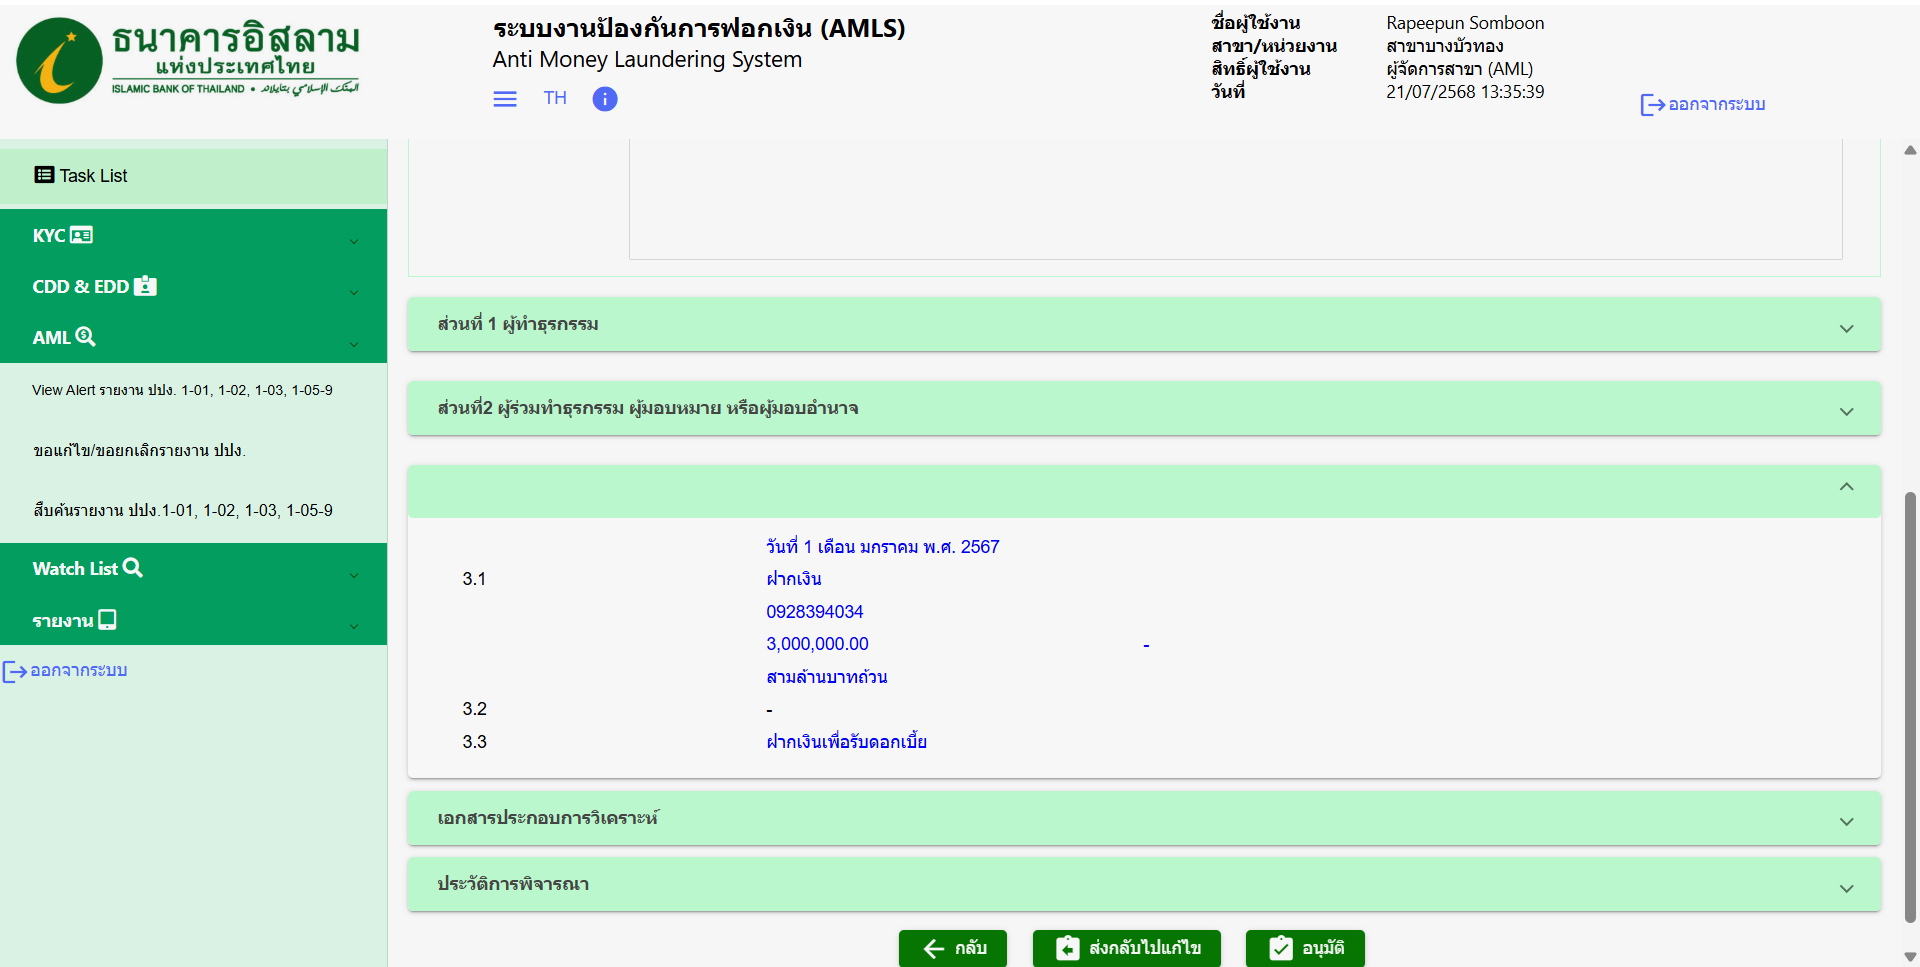 ธนาคารอิสลาม
แห่งประเทศไทย
ISLAMIC BANK OF THAILAND •
ระบบงานป้องกันการฟอกเงิน (AMLS)
Anti Money Laundering System
TH
ชื่อผู้ใช้งาน Rapeepun Somboon
สาขา/หน่วยงาน สาขาบางบัวทอง
สิทธิ์ผู้ใช้งาน ผู้จัดการสาขา (AML)
วันที่ 21/07/2568 13:35:39
ออกจากระบบ
Task List
KYC
CDD & EDD
AML
View Alert รายงาน ปปง. 1-01, 1-02, 1-03, 1-05-9
ขอแก้ไข/ขอยกเลิกรายงาน ปปง.
สืบค้นรายงาน ปปง.1-01, 1-02, 1-03, 1-05-9
Watch List
รายงาน
ออกจากระบบ
ส่วนที่ 1 ผู้ทำธุรกรรม
ส่วนที่2 ผู้ร่วมทำธุรกรรม ผู้มอบหมาย หรือผู้มอบอำนาจ
วันที่ 1 เดือน มกราคม พ.ศ. 2567
3.1 ฝากเงิน
0928394034
3,000,000.00 -
สามล้านบาทถ้วน
3.2 -
3.3 ฝากเงินเพื่อรับดอกเบี้ย
เอกสารประกอบการวิเคราะห์
ประวัติการพิจารณา
กลับ
ส่งกลับไปแก้ไข
อนุมัติ